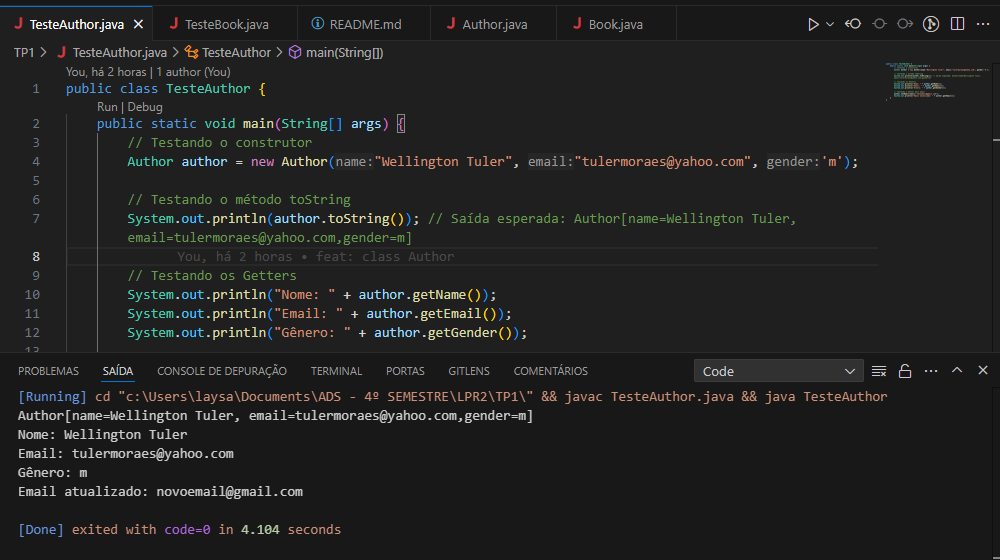 TesteAuthor.java
TesteBook.java
README.md
Author.java
Book.java
TP1 > TesteAuthor.java > TesteAuthor > main(String[])
You, há 2 horas | 1 author (You)
1 public class TesteAuthor {
Run | Debug
2 public static void main(String[] args) {
3 // Testando o construtor
4 Author author = new Author(name:"Wellington Tuler", email:"tulermoraes@yahoo.com", gender:'m');
5
6 // Testando o método toString
7 System.out.println(author.toString()); // Saída esperada: Author[name=Wellington Tuler,
email=tulermoraes@yahoo.com,gender=m]
8 You, há 2 horas • feat: class Author
9 // Testando os Getters
10 System.out.println("Nome: " + author.getName());
11 System.out.println("Email: " + author.getEmail());
12 System.out.println("Gênero: " + author.getGender());
13
PROBLEMAS SAÍDA CONSOLE DE DEPURAÇÃO TERMINAL PORTAS GITLENS COMENTÁRIOS Code
[Running] cd "c:\Users\laysa\Documents\ADS - 4º SEMESTRE\LPR2\TP1\" && javac TesteAuthor.java && java TesteAuthor
Author[name=Wellington Tuler, email=tulermoraes@yahoo.com,gender=m]
Nome: Wellington Tuler
Email: tulermoraes@yahoo.com
Gênero: m
Email atualizado: novoemail@gmail.com
[Done] exited with code=0 in 4.104 seconds